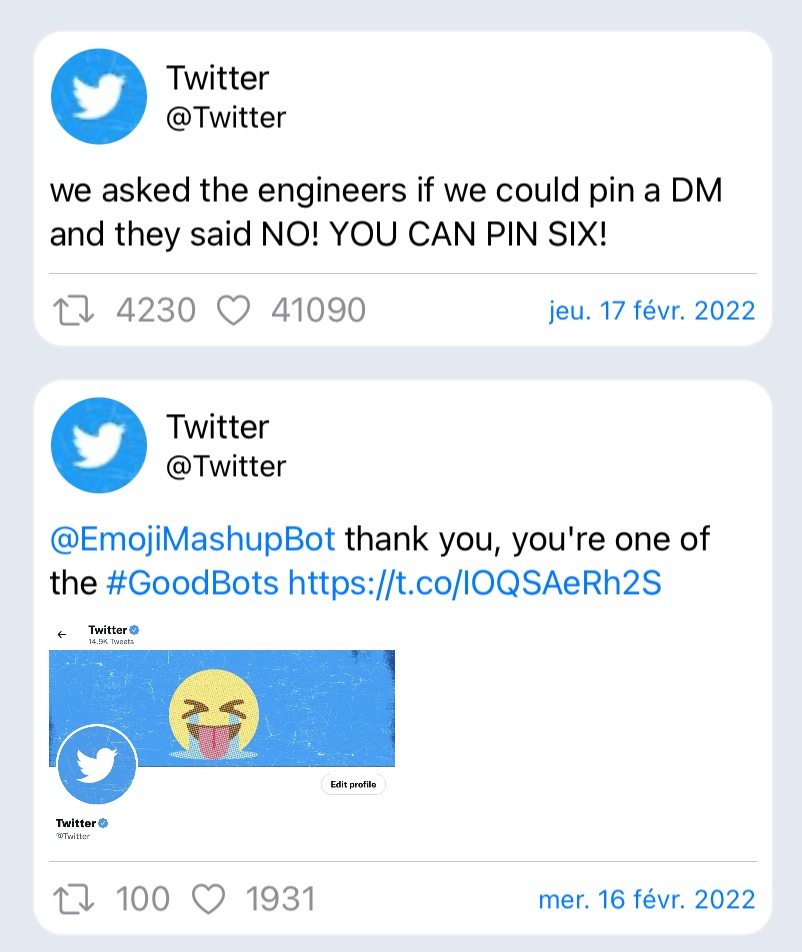 Twitter
@Twitter
we asked the engineers if we could pin a DM
and they said NO! YOU CAN PIN SIX!
4230 41090 jeu. 17 févr. 2022
Twitter
@Twitter
@EmojiMashupBot thank you, you're one of
the #GoodBots https://t.co/IOQSAeRh2S
Twitter
14.9K Tweets
Edit profile
Twitter
@Twitter
100 1931 mer. 16 févr. 2022